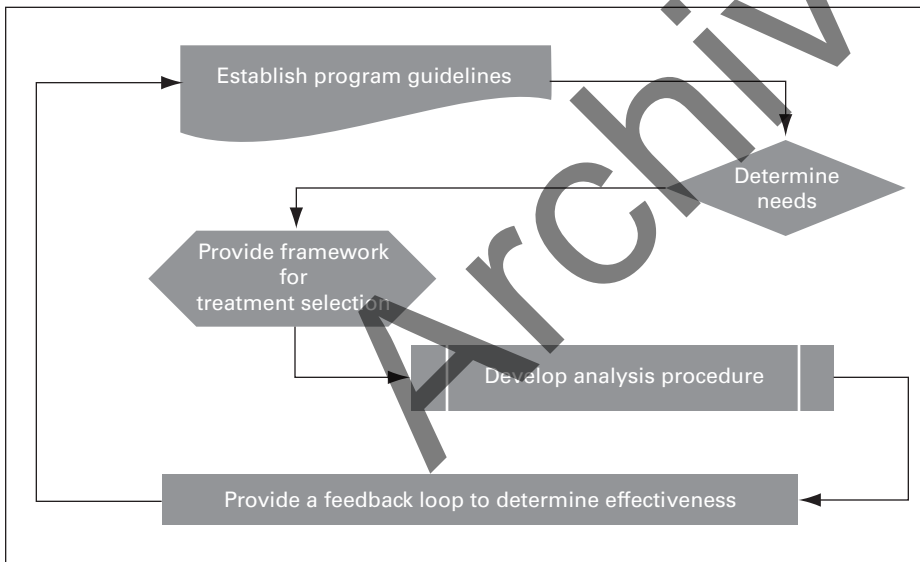 Establish program guidelines
Determine
needs
Provide framework
for
treatment selection
Develop analysis procedure
Provide a feedback loop to determine effectiveness
Archiv